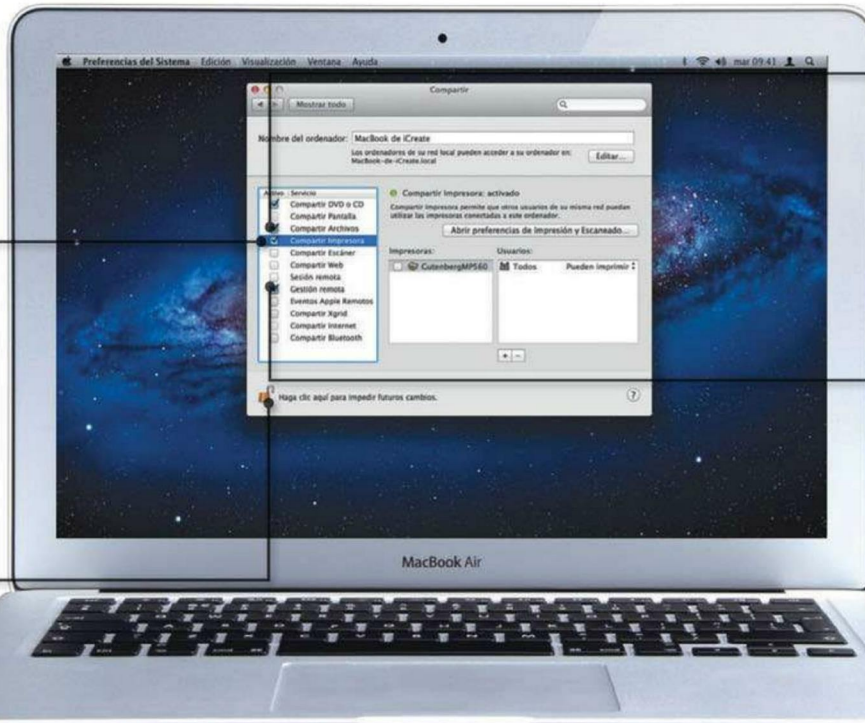 Preferencias del Sistema Edición Visualización Ventana Ayuda mar 09:41
Compartir
Mostrar todo
Nombre del ordenador: MacBook de iCreate
Los ordenadores de su red local pueden acceder a su ordenador en:
MacBook-de-iCreate.local
Editar...
Activo Servicio
Compartir DVD o CD
Compartir Pantalla
Compartir Archivos
Compartir Impresora
Compartir Escáner
Compartir Web
Sesión remota
Gestión remota
Eventos Apple Remotos
Compartir Xgrid
Compartir Internet
Compartir Bluetooth
Compartir Impresora: activado
Compartir Impresora permite que otros usuarios de su misma red puedan
utilizar las impresoras conectadas a este ordenador.
Abrir preferencias de Impresión y Escaneado...
Impresoras: Usuarios:
GutenbergMP560 Todos Pueden imprimir
+ -
Haga clic aquí para impedir futuros cambios. ?
MacBook Air